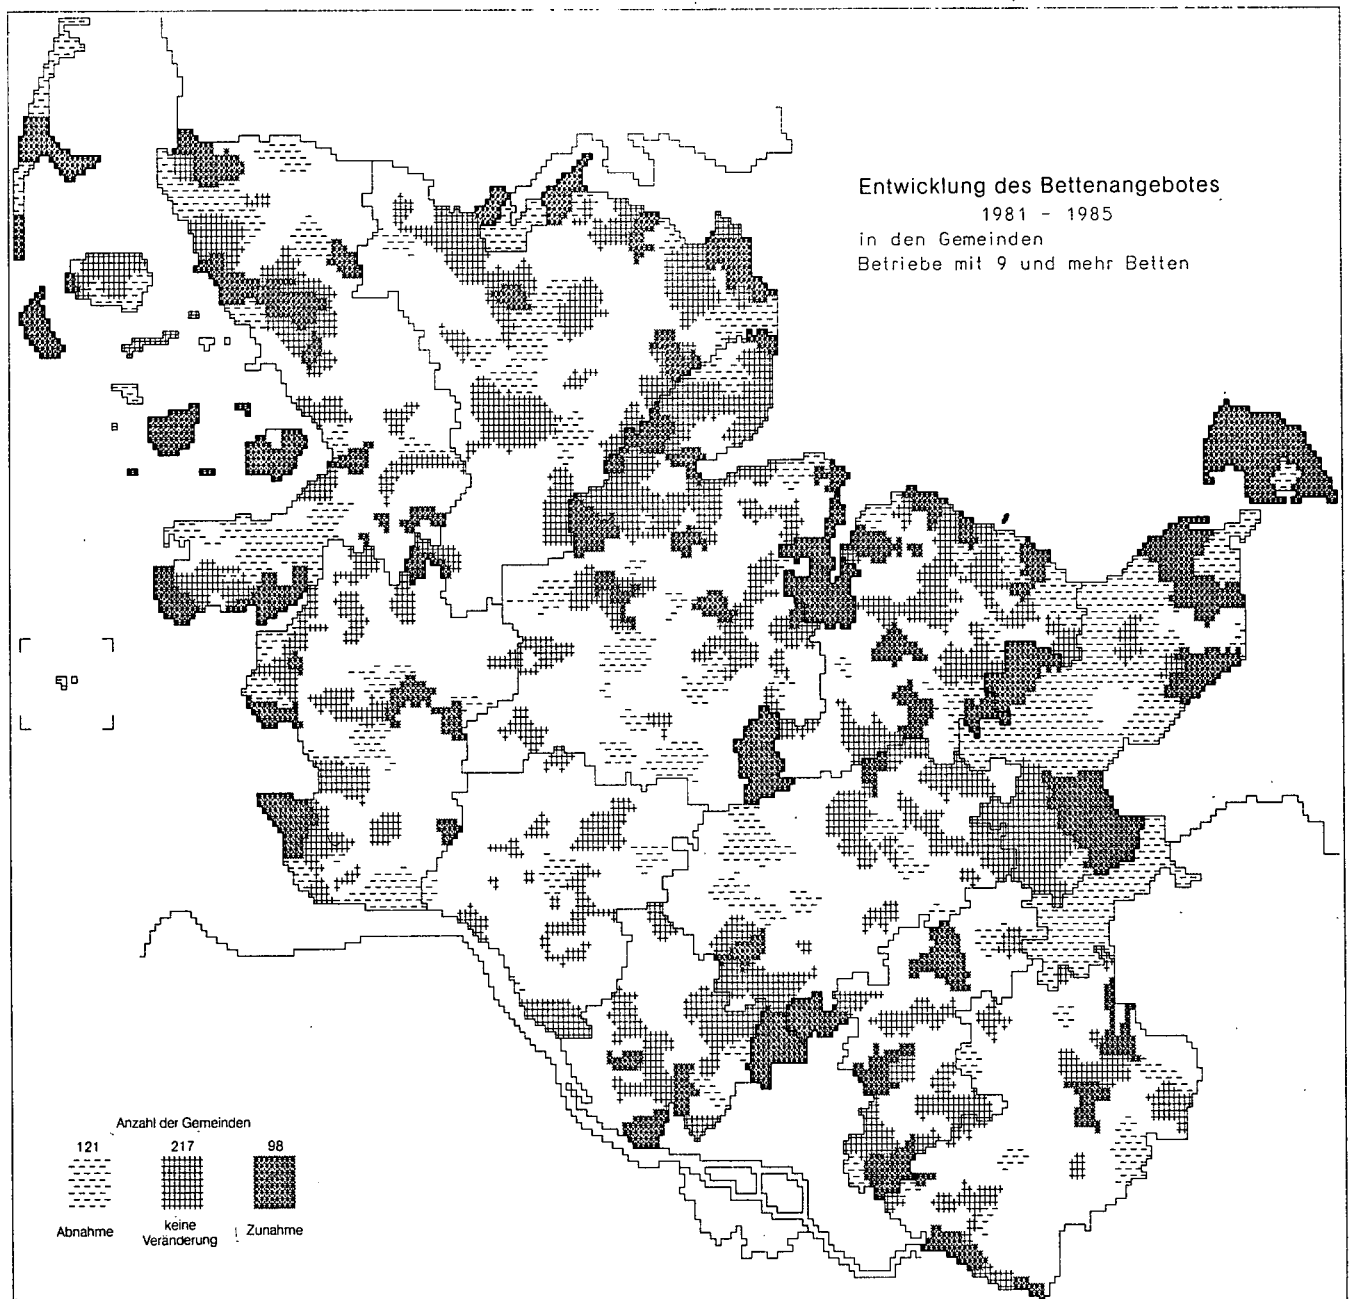 Entwicklung des Bettenangebotes
1981 - 1985
in den Gemeinden
Betriebe mit 9 und mehr Betten
Anzahl der Gemeinden
121 217 98
Abnahme keine Veränderung Zunahme